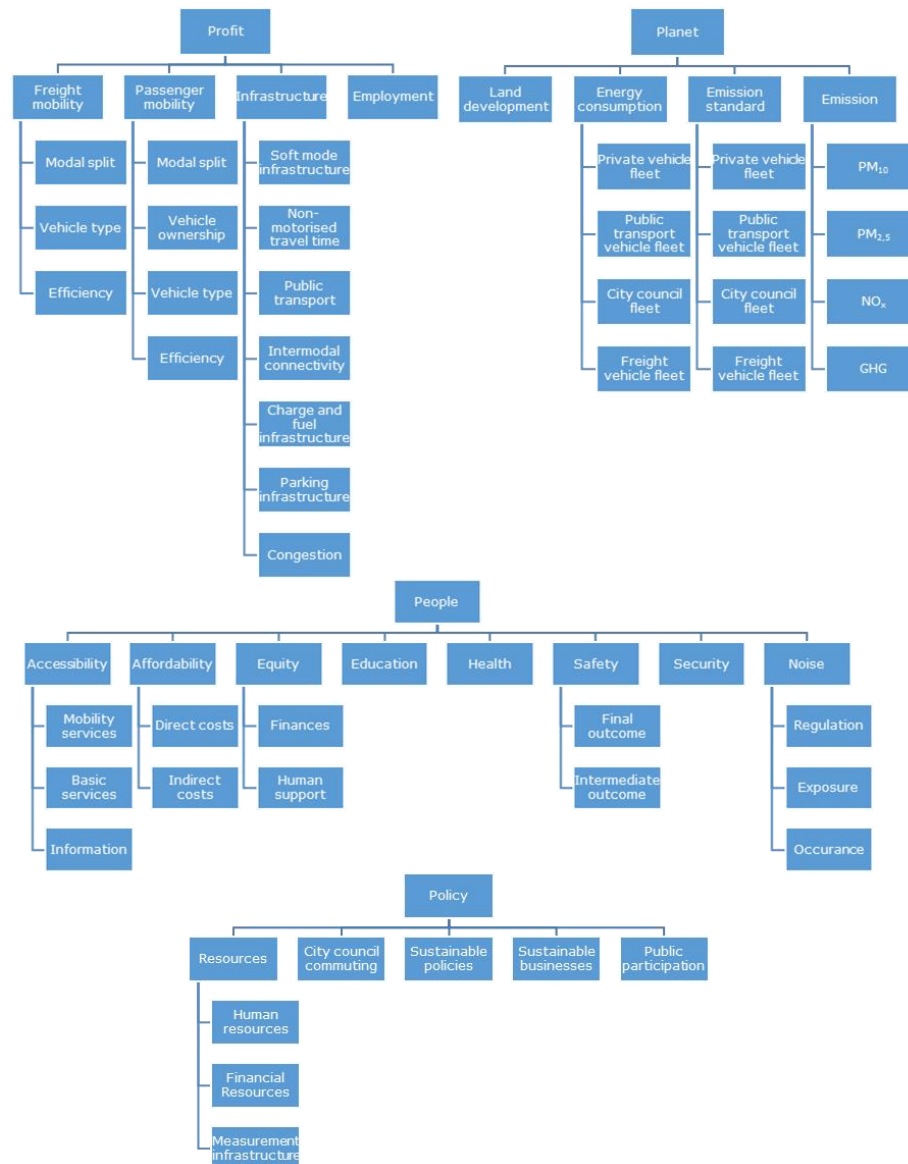 Profit
Freight
mobility
Passenger
mobility
Infrastructure
Employment
Modal split
Vehicle type
Efficiency
Modal split
Vehicle
ownership
Vehicle type
Efficiency
Soft mode
infrastructure
Non-
motorised
travel time
Public
transport
Intermodal
connectivity
Charge and
fuel
infrastructure
Parking
infrastructure
Congestion
Planet
Land
development
Energy
consumption
Emission
standard
Emission
Private vehicle
fleet
Public
transport
vehicle fleet
City council
fleet
Freight
vehicle fleet
Private vehicle
fleet
Public
transport
vehicle fleet
City council
fleet
Freight
vehicle fleet
PM₁₀
PM₂,₅
NOₓ
GHG
People
Accessibility
Affordability
Equity
Education
Health
Safety
Security
Noise
Mobility
services
Basic
services
Information
Direct costs
Indirect
costs
Finances
Human
support
Final
outcome
Intermediate
outcome
Regulation
Exposure
Occurance
Policy
Resources
City council
commuting
Sustainable
policies
Sustainable
businesses
Public
participation
Human
resources
Financial
Resources
Measurement
infrastructure